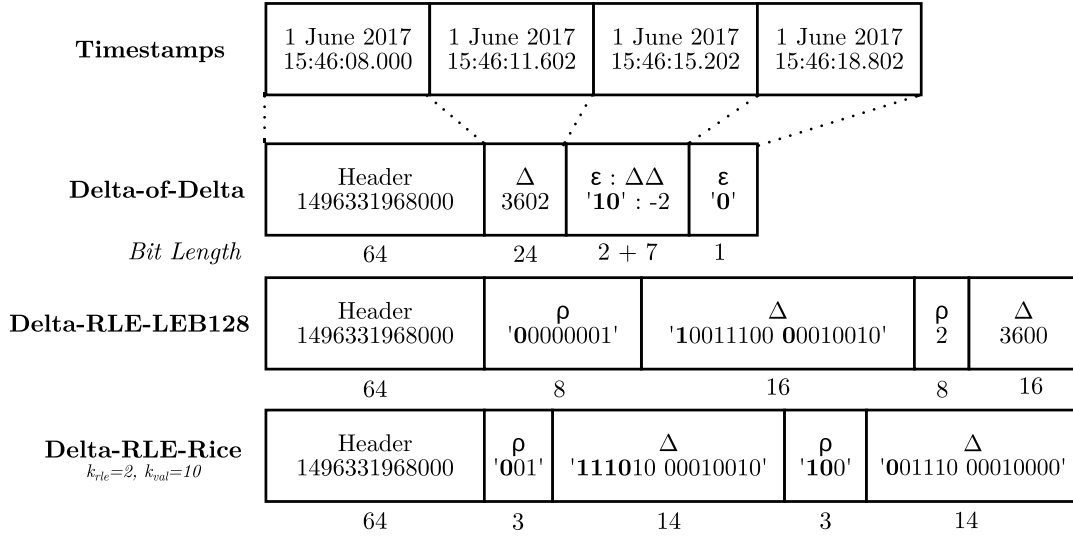 Timestamps
1 June 2017 1 June 2017 1 June 2017 1 June 2017
15:46:08.000 15:46:11.602 15:46:15.202 15:46:18.802
Delta-of-Delta
Header Δ ε : ΔΔ ε
1496331968000 3602 '10' : -2 '0'
Bit Length 64 24 2 + 7 1
Delta-RLE-LEB128
Header ρ Δ ρ Δ
1496331968000 '00000001' '10011100 00010010' 2 3600
64 8 16 8 16
Delta-RLE-Rice
k_rle=2, k_val=10
Header ρ Δ ρ Δ
1496331968000 '001' '111010 00010010' '100' '001110 00010000'
64 3 14 3 14